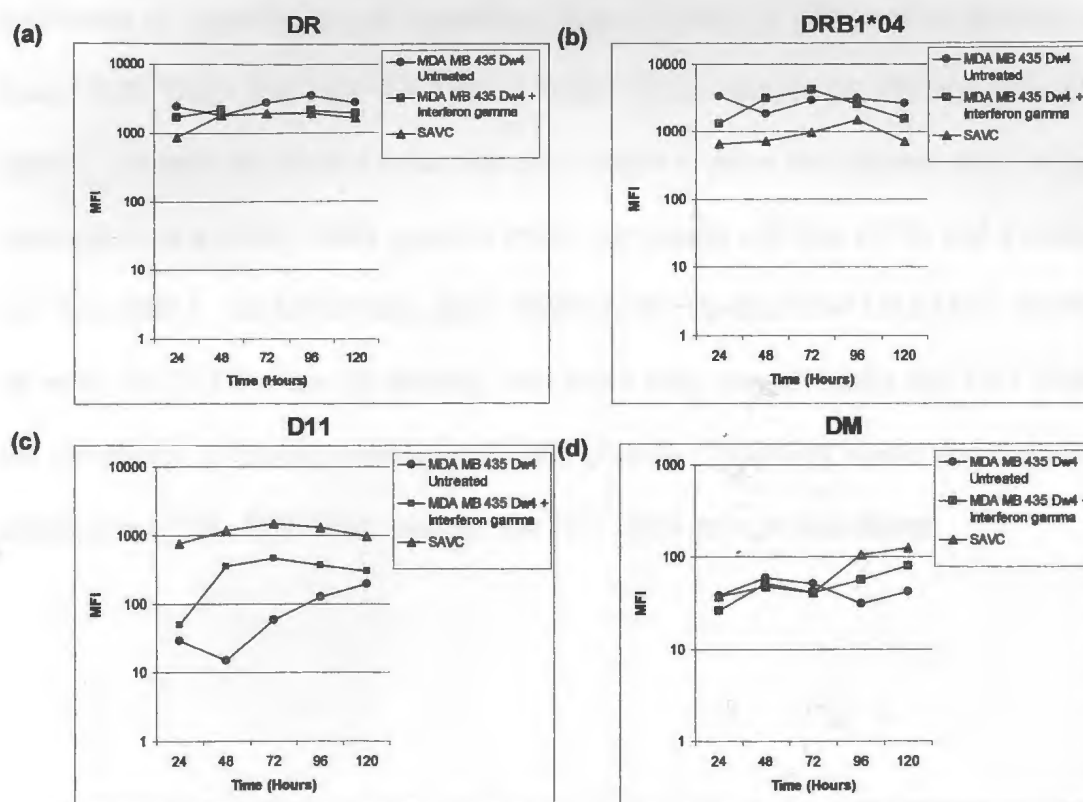 (a)
DR
10000
1000
100
10
1
MFI
24 48 72 96 120
Time (Hours)
MDA MB 435 Dw4
Untreated
MDA MB 435 Dw4 +
Interferon gamma
SAVC
(b)
DRB1*04
10000
1000
100
10
1
MFI
24 48 72 96 120
Time (Hours)
MDA MB 435 Dw4
Untreated
MDA MB 435 Dw4 +
Interferon gamma
SAVC
(c)
D11
10000
1000
100
10
1
MFI
24 48 72 96 120
Time (Hours)
MDA MB 435 Dw4
Untreated
MDA MB 435 Dw4 +
Interferon gamma
SAVC
(d)
DM
1000
100
10
1
MFI
24 48 72 96 120
Time (Hours)
MDA MB 435 Dw4
Untreated
MDA MB 435 Dw4 +
Interferon gamma
SAVC